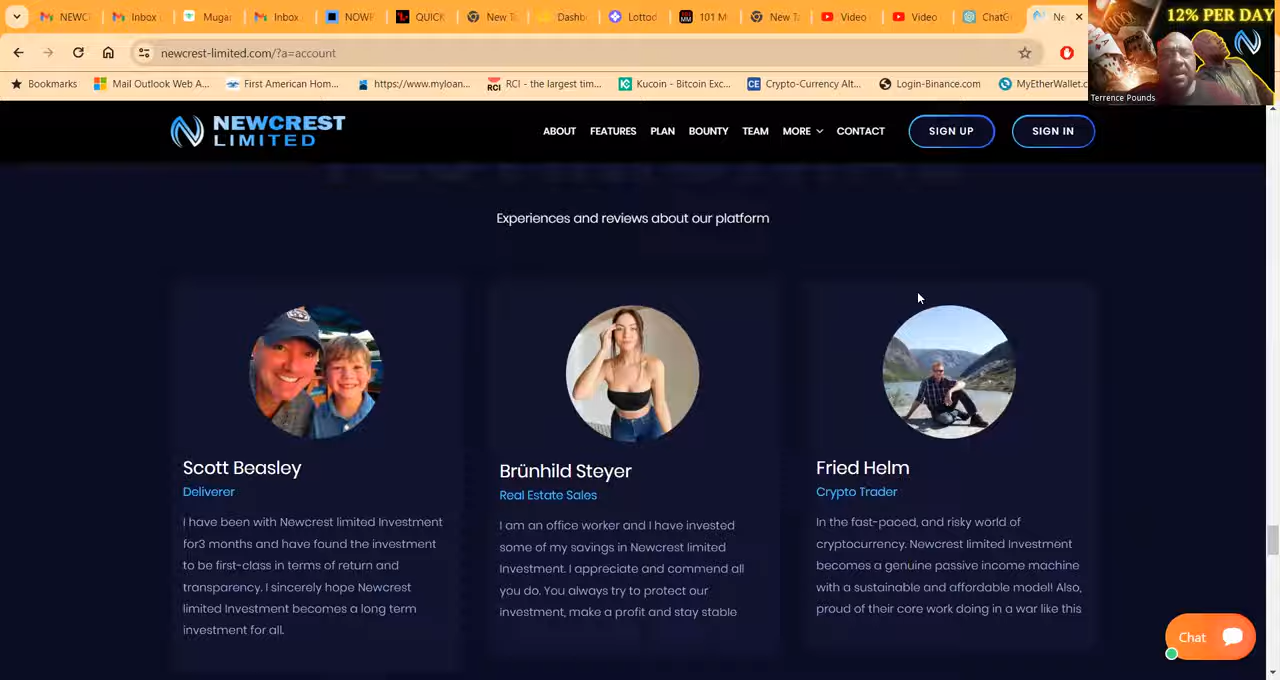 NEWC
Inbox
Mugar
Inbox
NOWP
QUICK
New T
Dashb
Lottod
101 M
New Ta
Video
Video
ChatG
Ne
newcrest-limited.com/?a=account
12% PER DAY
Terrence Pounds
Bookmarks
Mail Outlook Web A...
First American Hom...
https://www.myloan...
RCI - the largest tim...
Kucoin - Bitcoin Exc...
Crypto-Currency Alt...
Login-Binance.com
MyEtherWallet.c
NEWCREST
LIMITED
ABOUT
FEATURES
PLAN
BOUNTY
TEAM
MORE
CONTACT
SIGN UP
SIGN IN
Experiences and reviews about our platform
Scott Beasley
Deliverer
I have been with Newcrest limited Investment
for3 months and have found the investment
to be first-class in terms of return and
transparency. I sincerely hope Newcrest
limited Investment becomes a long term
investment for all.
Brünhild Steyer
Real Estate Sales
I am an office worker and I have invested
some of my savings in Newcrest limited
Investment. I appreciate and commend all
you do. You always try to protect our
investment, make a profit and stay stable
Fried Helm
Crypto Trader
In the fast-paced, and risky world of
cryptocurrency. Newcrest limited Investment
becomes a genuine passive income machine
with a sustainable and affordable model! Also,
proud of their core work doing in a war like this
Chat